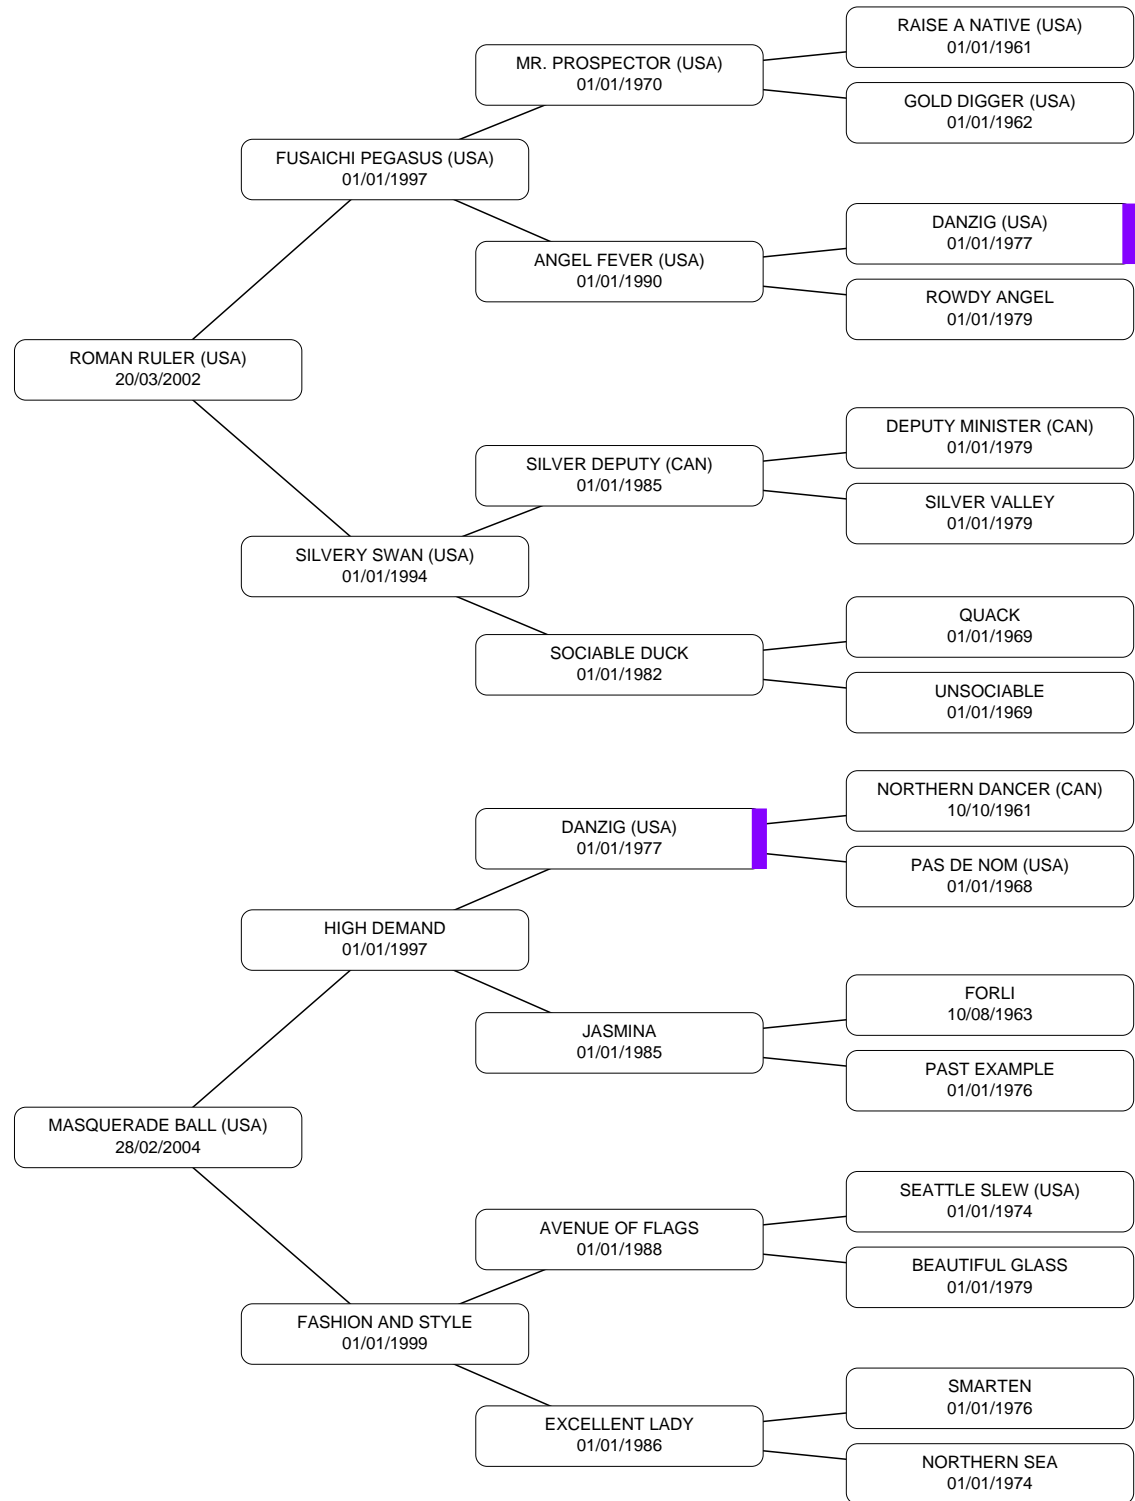 RAISE A NATIVE (USA)
01/01/1961
MR. PROSPECTOR (USA)
01/01/1970
GOLD DIGGER (USA)
01/01/1962
FUSAICHI PEGASUS (USA)
01/01/1997
DANZIG (USA)
01/01/1977
ANGEL FEVER (USA)
01/01/1990
ROWDY ANGEL
01/01/1979
ROMAN RULER (USA)
20/03/2002
DEPUTY MINISTER (CAN)
01/01/1979
SILVER DEPUTY (CAN)
01/01/1985
SILVER VALLEY
01/01/1979
SILVERY SWAN (USA)
01/01/1994
QUACK
01/01/1969
SOCIABLE DUCK
01/01/1982
UNSOCIABLE
01/01/1969
NORTHERN DANCER (CAN)
10/10/1961
DANZIG (USA)
01/01/1977
PAS DE NOM (USA)
01/01/1968
HIGH DEMAND
01/01/1997
FORLI
10/08/1963
JASMINA
01/01/1985
PAST EXAMPLE
01/01/1976
MASQUERADE BALL (USA)
28/02/2004
SEATTLE SLEW (USA)
01/01/1974
AVENUE OF FLAGS
01/01/1988
BEAUTIFUL GLASS
01/01/1979
FASHION AND STYLE
01/01/1999
SMARTEN
01/01/1976
EXCELLENT LADY
01/01/1986
NORTHERN SEA
01/01/1974